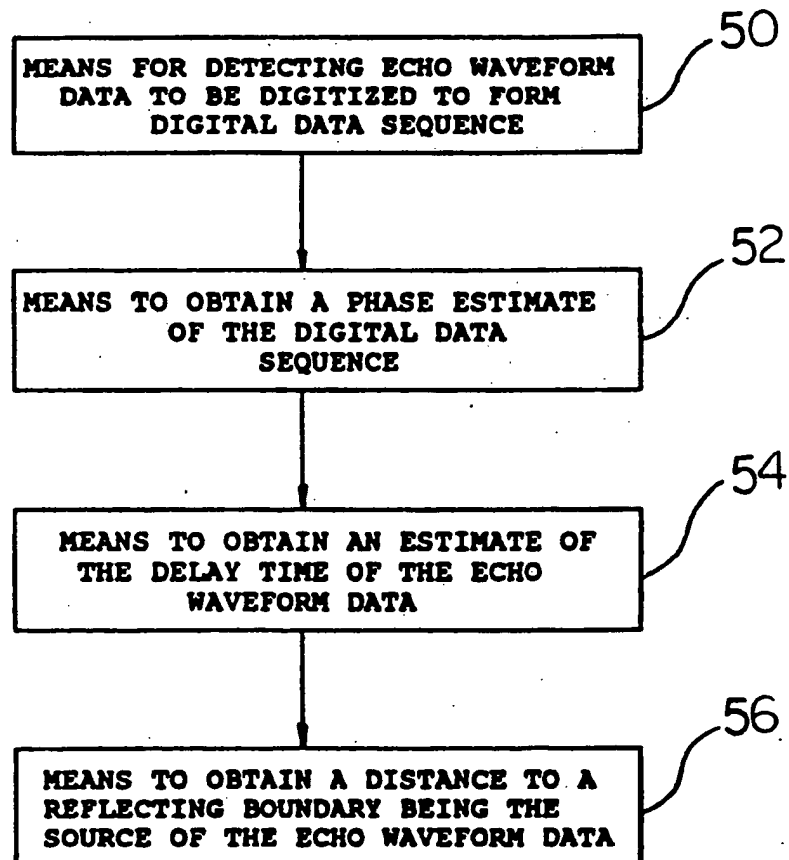 50
MEANS FOR DETECTING ECHO WAVEFORM
DATA TO BE DIGITIZED TO FORM
DIGITAL DATA SEQUENCE
52
MEANS TO OBTAIN A PHASE ESTIMATE
OF THE DIGITAL DATA
SEQUENCE
54
MEANS TO OBTAIN AN ESTIMATE OF
THE DELAY TIME OF THE ECHO
WAVEFORM DATA
56
MEANS TO OBTAIN A DISTANCE TO A
REFLECTING BOUNDARY BEING THE
SOURCE OF THE ECHO WAVEFORM DATA